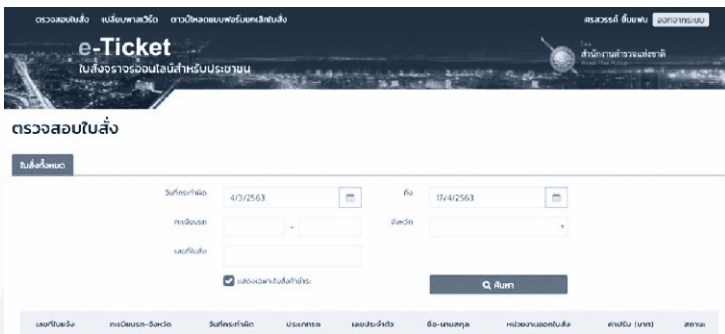 ตรวจสอบใบสั่ง เปลี่ยนพาสเวิร์ด ดาวน์โหลดแบบฟอร์มยกเลิกใบสั่ง ออกจากระบบ
e-Ticket
ใบสั่งจราจรออนไลน์สำหรับประชาชน
สำนักงานตำรวจแห่งชาติ
Royal Thai Police
ตรวจสอบใบสั่ง
ใบสั่งทั้งหมด
วันที่กระทำผิด 4/3/2563 ถึง 17/4/2563
ทะเบียนรถ - จังหวัด
เลขที่ใบสั่ง
แสดงเฉพาะใบสั่งค้างชำระ ค้นหา
เลขที่ใบแจ้ง ทะเบียนรถ-จังหวัด วันที่กระทำผิด ประเภทรถ เลขประจำตัว ชื่อ-นามสกุล หน่วยงานออกใบสั่ง ค่าปรับ (บาท) สถานะ